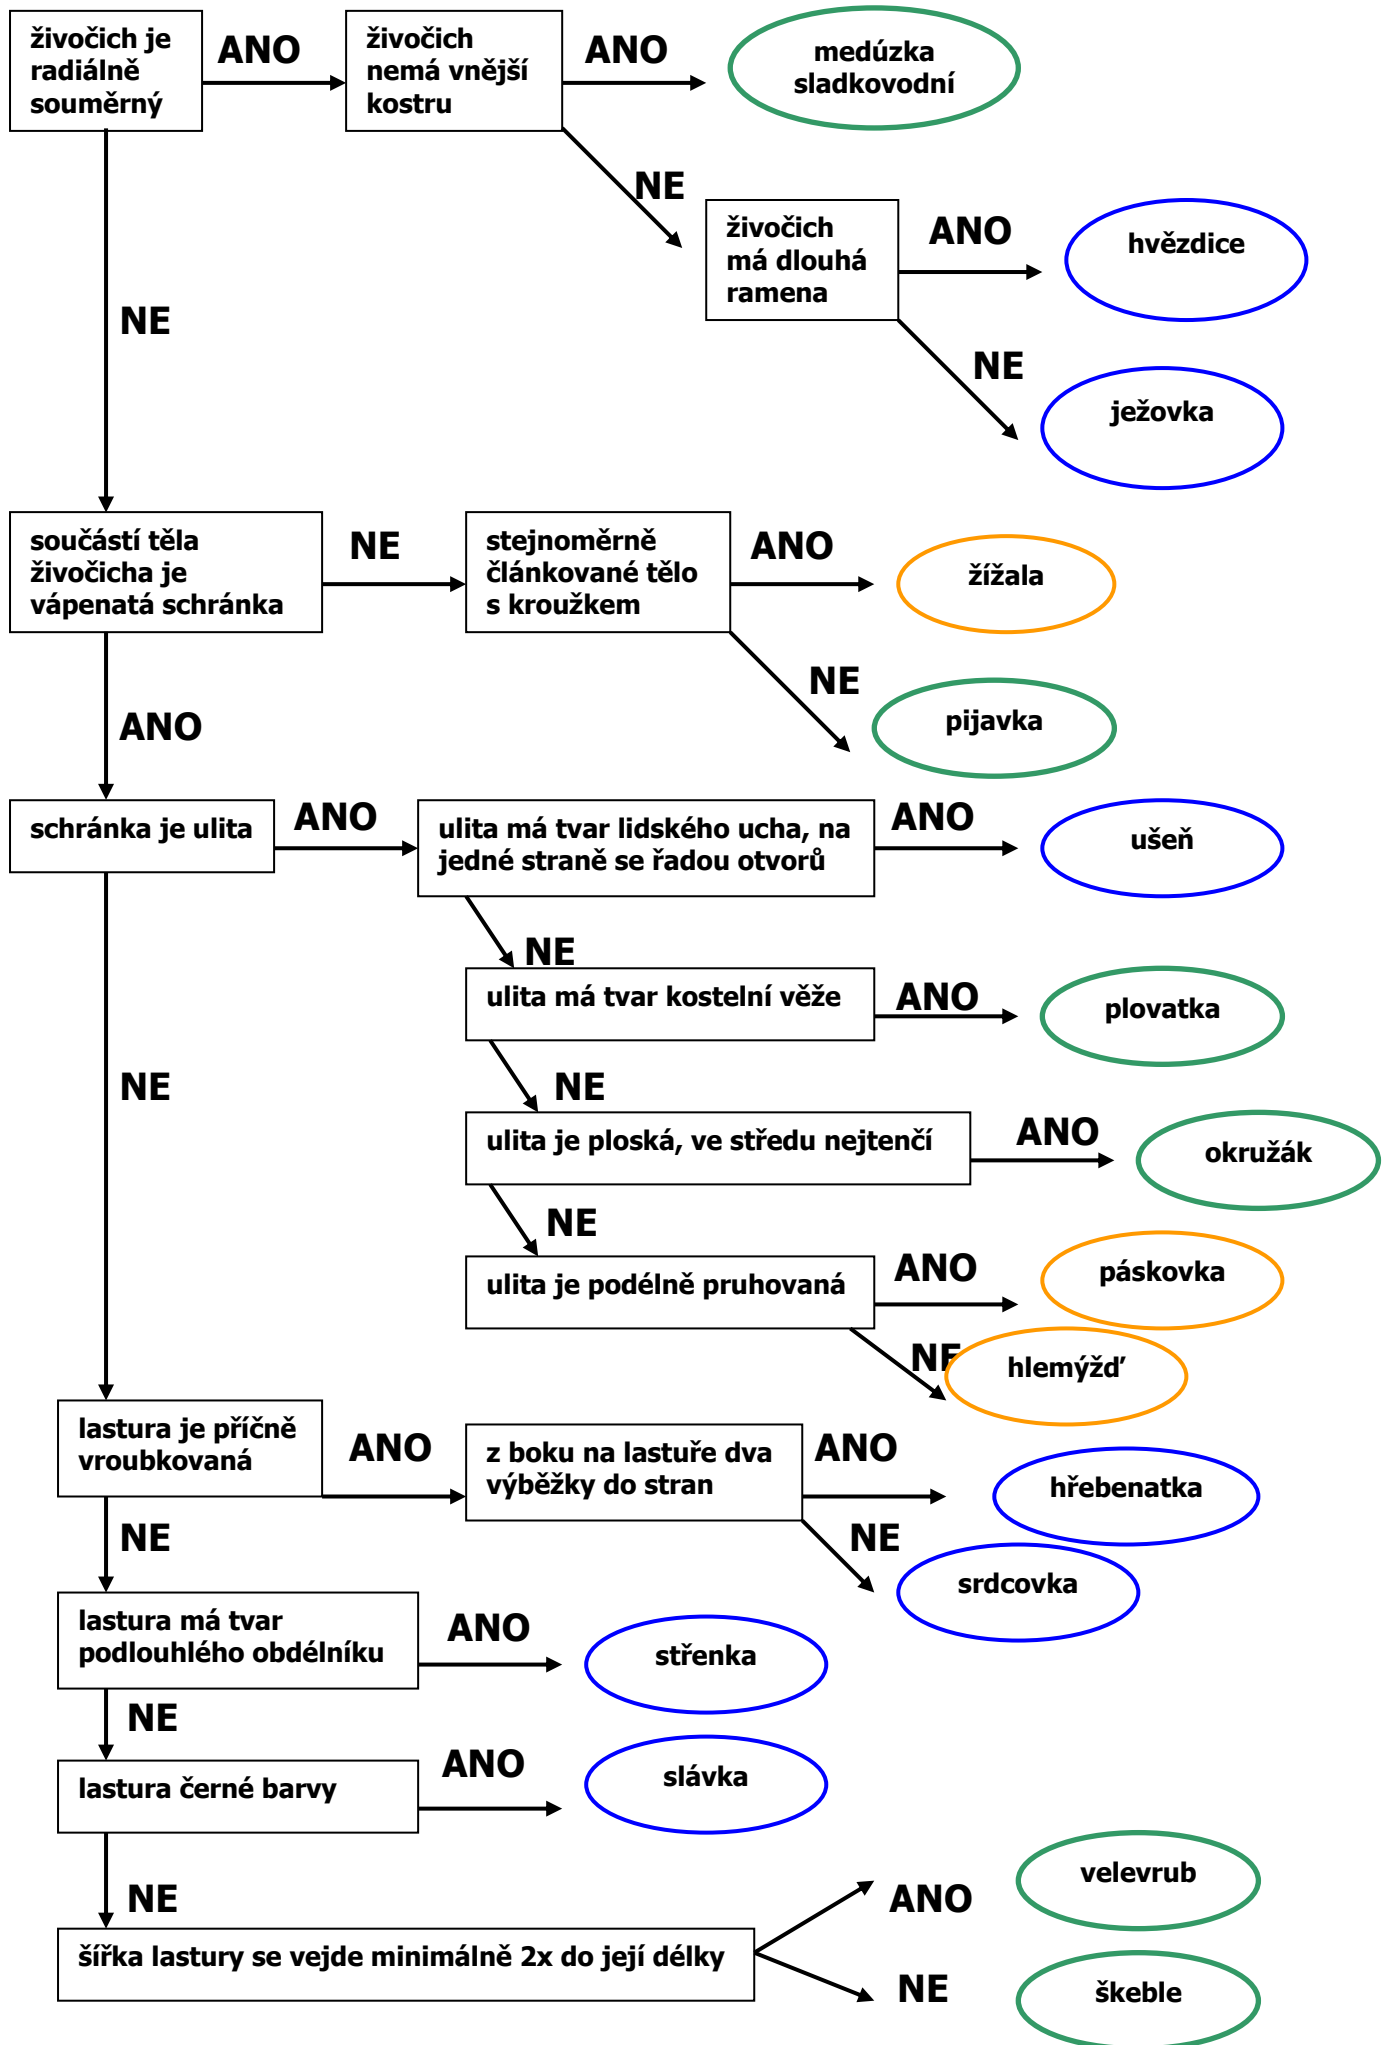 živočich je
radiálně
souměrný
ANO
živočich
nemá vnější
kostru
ANO
medúzka
sladkovodní
NE
živočich
má dlouhá
ramena
ANO
hvězdice
NE
NE
ježovka
součástí těla
živočicha je
vápenatá schránka
NE
stejnoměrně
článkované tělo
s kroužkem
ANO
žížala
NE
pijavka
ANO
schránka je ulita
ANO
ulita má tvar lidského ucha, na
jedné straně se řadou otvorů
ANO
ušeň
NE
ulita má tvar kostelní věže
ANO
plovatka
NE
NE
ulita je ploská, ve středu nejtenčí
ANO
okružák
NE
ulita je podélně pruhovaná
ANO
páskovka
NE
hlemýžď
lastura je příčně
vroubkovaná
ANO
z boku na lastuře dva
výběžky do stran
ANO
hřebenatka
NE
NE
srdcovka
lastura má tvar
podlouhlého obdélníku
ANO
střenka
NE
lastura černé barvy
ANO
slávka
NE
šířka lastury se vejde minimálně 2x do její délky
ANO
velevrub
NE
škeble